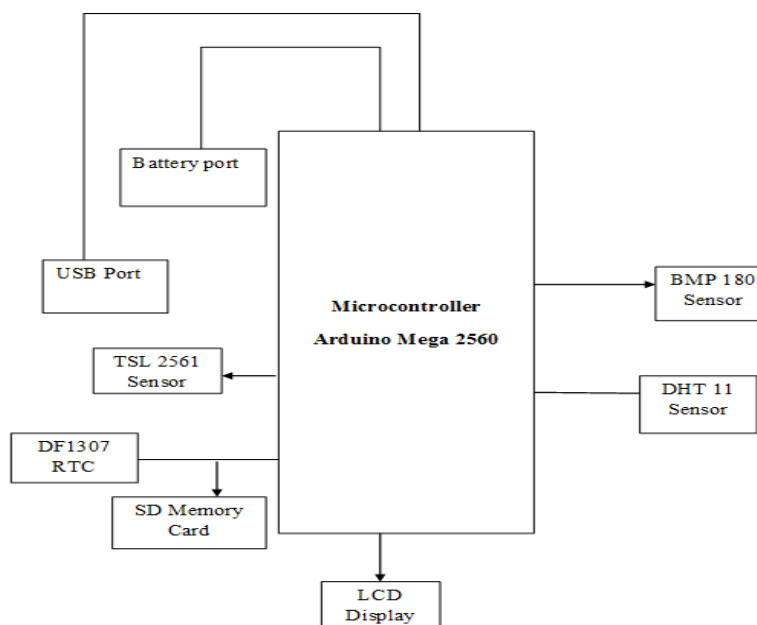 Battery port
USB Port
Microcontroller
Arduino Mega 2560
BMP 180
Sensor
TSL 2561
Sensor
DHT 11
Sensor
DF1307
RTC
SD Memory
Card
LCD
Display